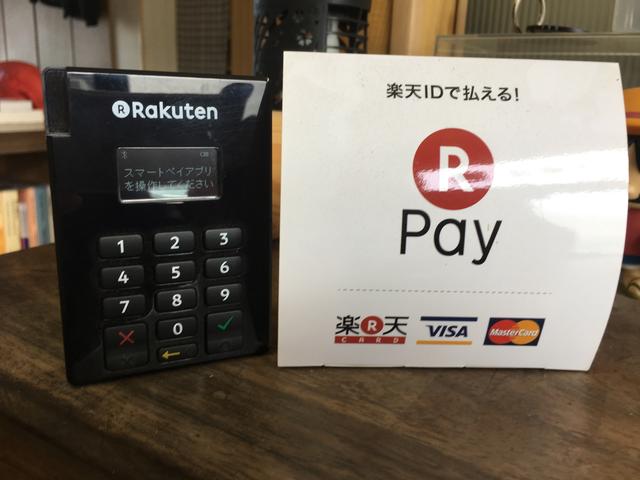 R Rakuten
スマートペイアプリ
を操作してください
1 2 3
4 5 6
7 8 9
0
楽天IDで払える!
R
Pay
楽R天
CARD
VISA
MasterCard